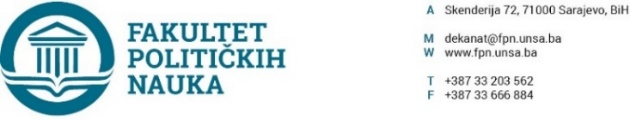 FAKULTET
POLITIČKIH
NAUKA
A Skenderija 72, 71000 Sarajevo, BiH
M dekanat@fpn.unsa.ba
W www.fpn.unsa.ba
T +387 33 203 562
F +387 33 666 884